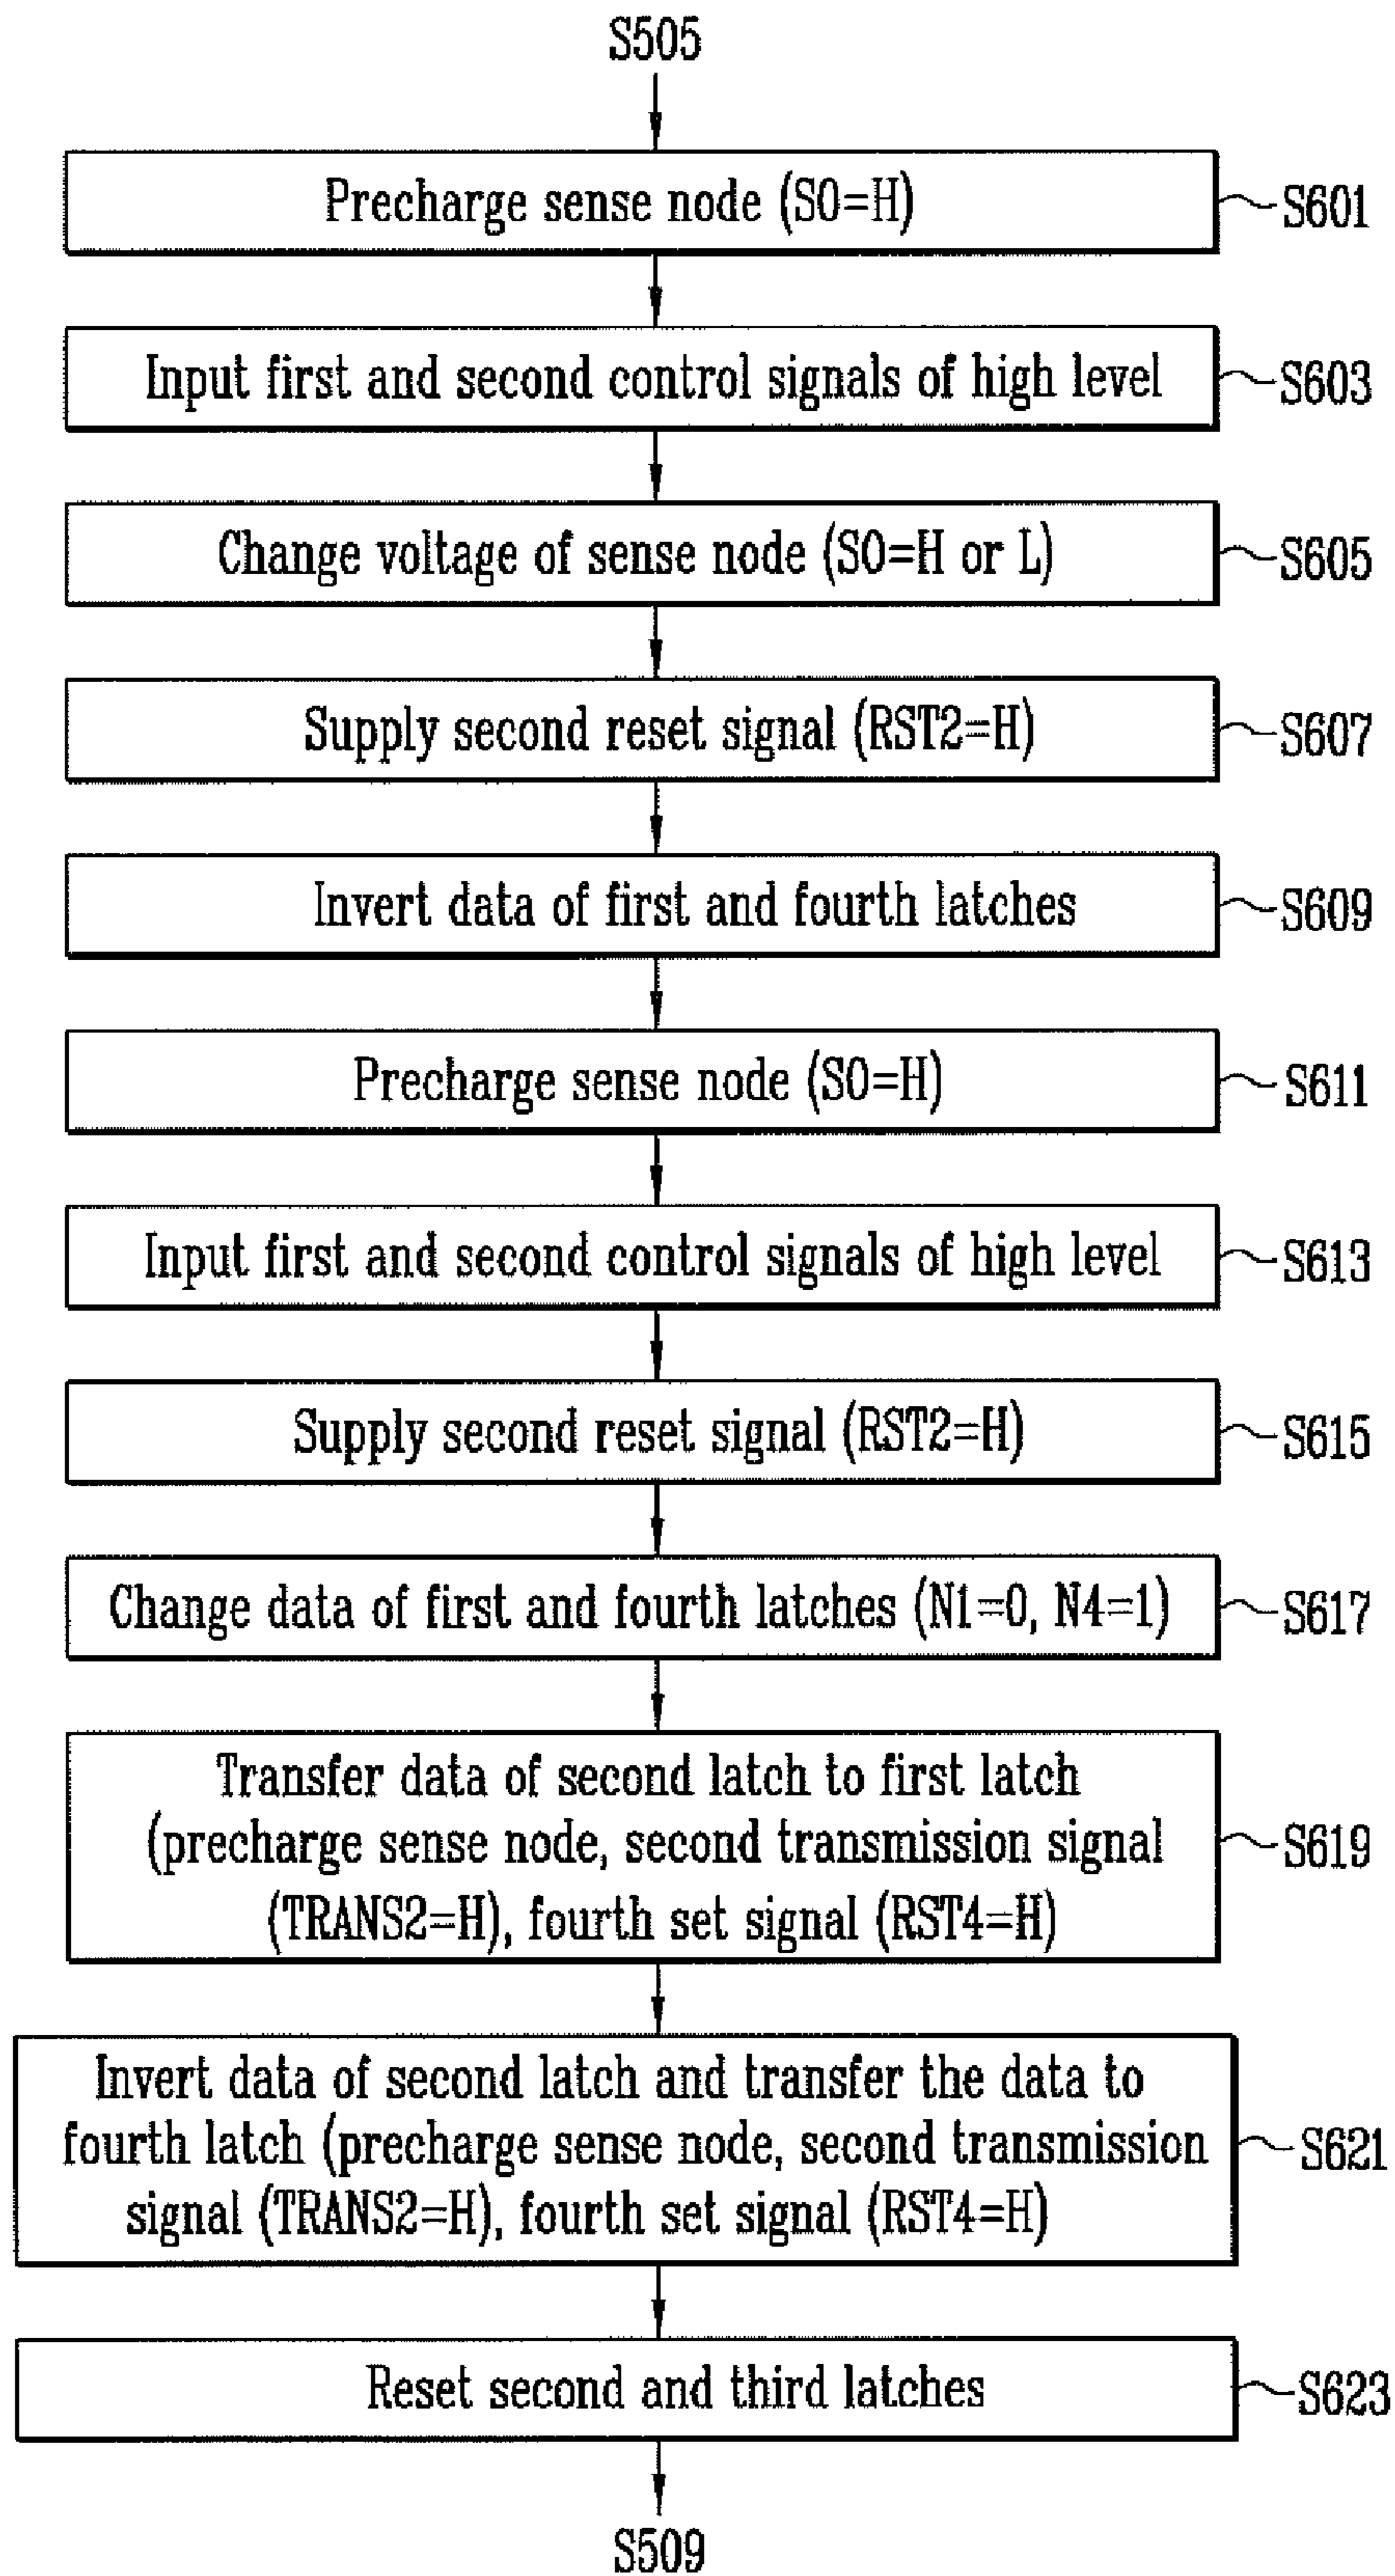 S505
Precharge sense node (SO=H)
S601
Input first and second control signals of high level
S603
Change voltage of sense node (SO=H or L)
S605
Supply second reset signal (RST2=H)
S607
Invert data of first and fourth latches
S609
Precharge sense node (SO=H)
S611
Input first and second control signals of high level
S613
Supply second reset signal (RST2=H)
S615
Change data of first and fourth latches (N1=0, N4=1)
S617
Transfer data of second latch to first latch
(precharge sense node, second transmission signal
(TRANS2=H), fourth set signal (RST4=H)
S619
Invert data of second latch and transfer the data to
fourth latch (precharge sense node, second transmission
signal (TRANS2=H), fourth set signal (RST4=H)
S621
Reset second and third latches
S623
S509